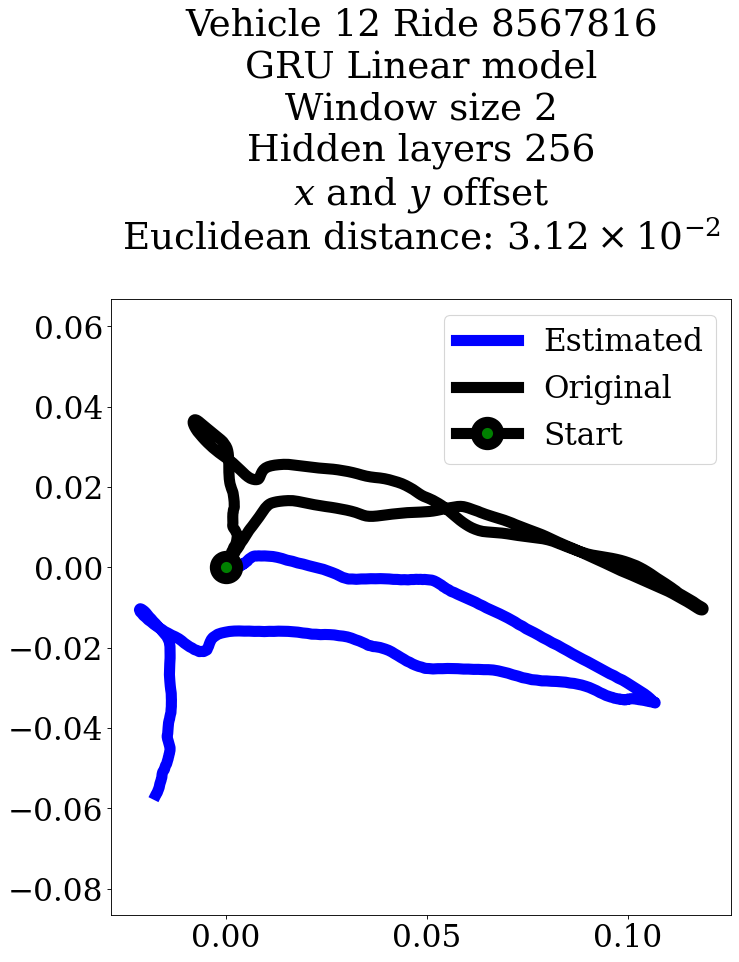 Vehicle 12 Ride 8567816
GRU Linear model
Window size 2
Hidden layers 256
x and y offset
Euclidean distance: 3.12 × 10⁻²
Estimated
Original
Start
0.06
0.04
0.02
0.00
−0.02
−0.04
−0.06
−0.08
0.00 0.05 0.10